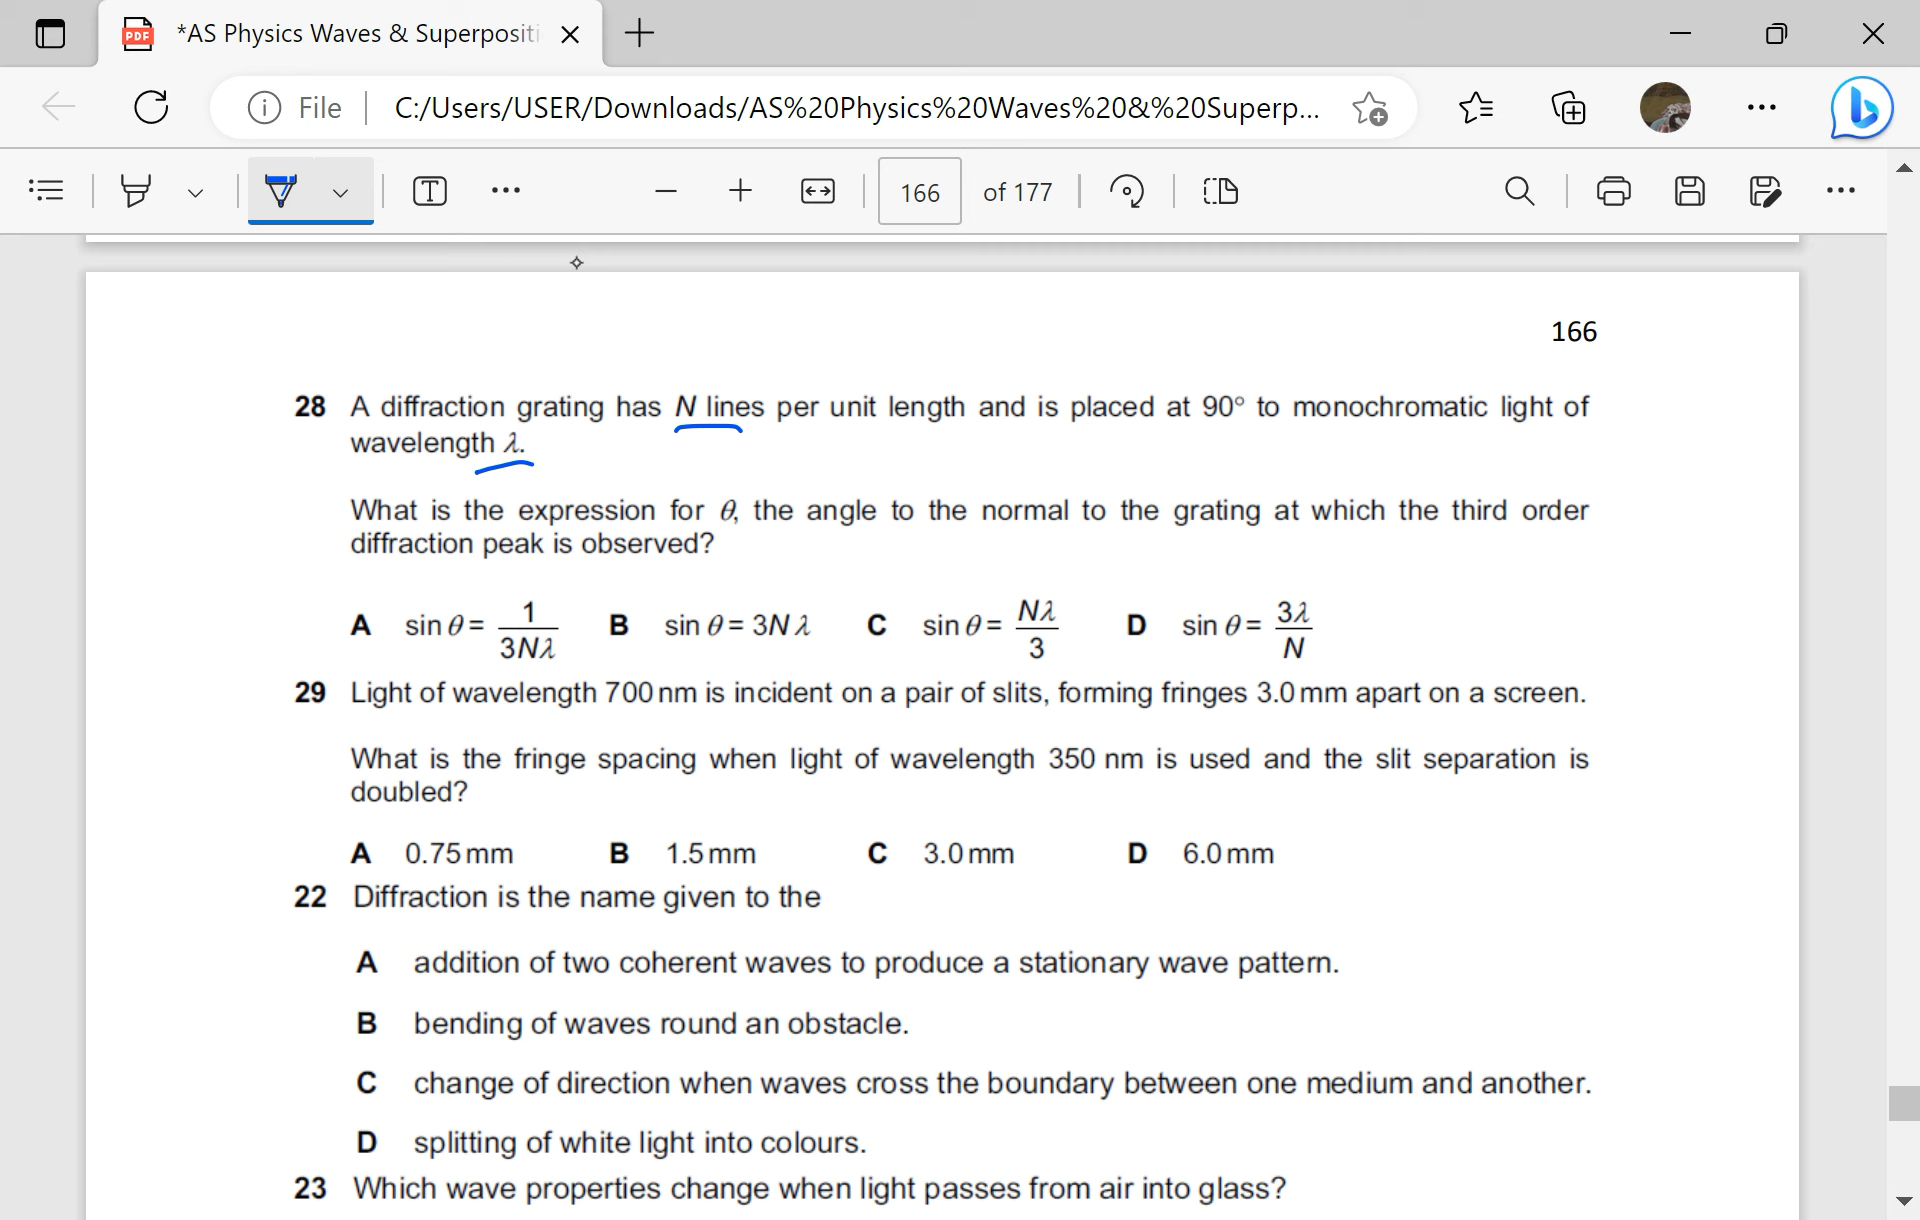 *AS Physics Waves & Superpositi
File
C:/Users/USER/Downloads/AS%20Physics%20Waves%20&%20Superp...
166 of 177
166
28 A diffraction grating has N lines per unit length and is placed at 90° to monochromatic light of
wavelength λ.
What is the expression for θ, the angle to the normal to the grating at which the third order
diffraction peak is observed?
A sin θ = 1/3Nλ B sin θ = 3Nλ C sin θ = Nλ/3 D sin θ = 3λ/N
29 Light of wavelength 700 nm is incident on a pair of slits, forming fringes 3.0 mm apart on a screen.
What is the fringe spacing when light of wavelength 350 nm is used and the slit separation is
doubled?
A 0.75 mm B 1.5 mm C 3.0 mm D 6.0 mm
22 Diffraction is the name given to the
A addition of two coherent waves to produce a stationary wave pattern.
B bending of waves round an obstacle.
C change of direction when waves cross the boundary between one medium and another.
D splitting of white light into colours.
23 Which wave properties change when light passes from air into glass?